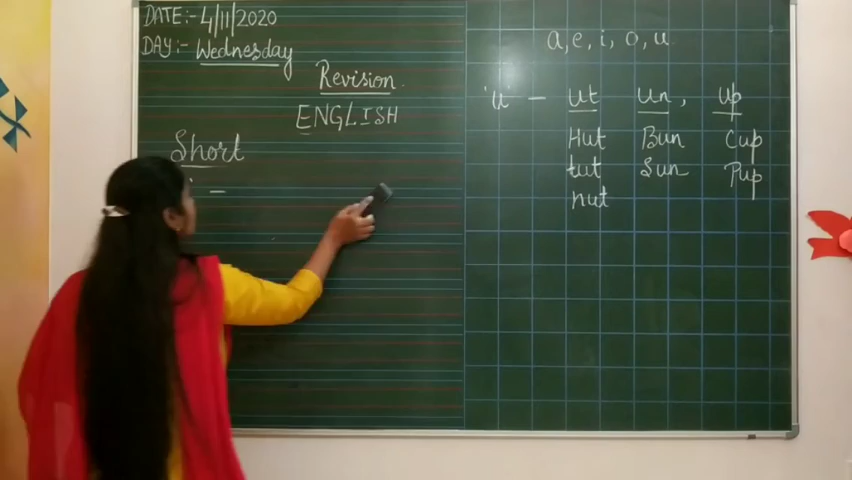 DATE:- 4/11/2020
DAY:- Wednesday
Revision.
ENGLISH
Short
-
a, e, i, o, u
'u' - ut un, up
Hut Bun Cup
tut Sun Pup
nut